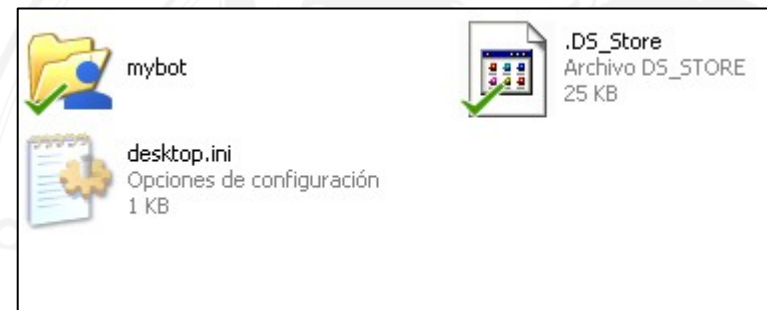 mybot
.DS_Store
Archivo DS_STORE
25 KB
desktop.ini
Opciones de configuración
1 KB